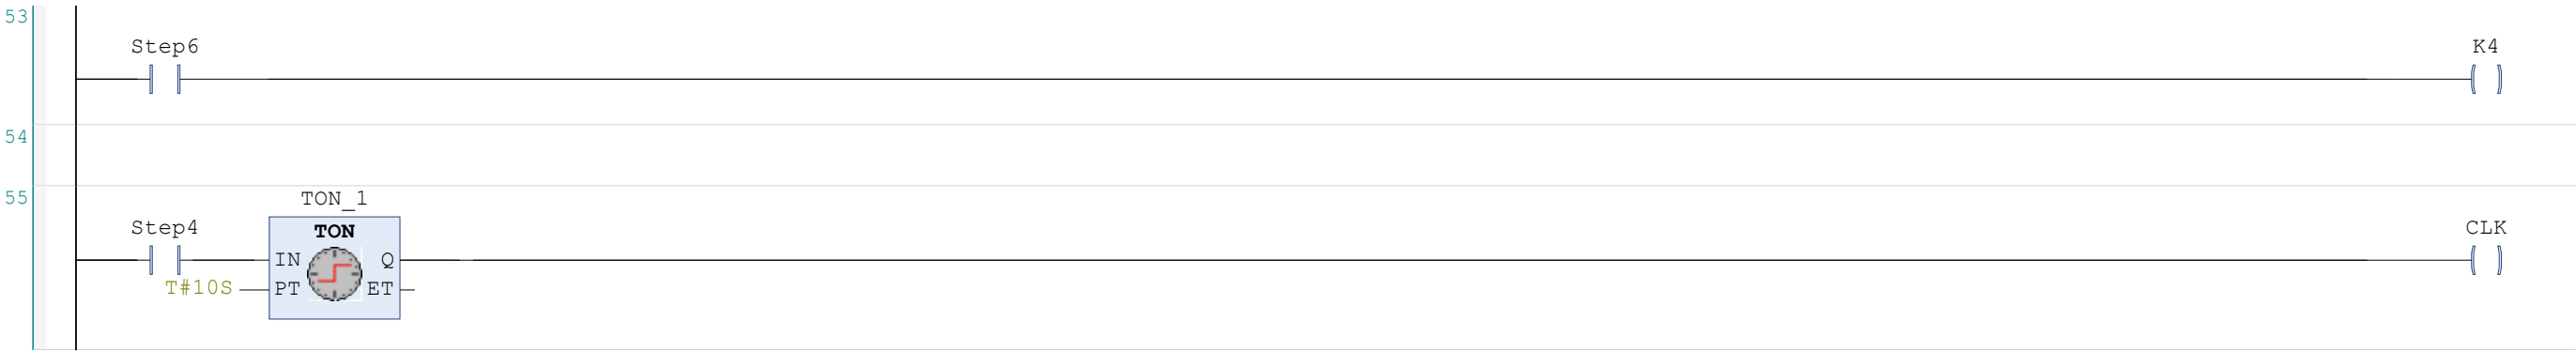 53
Step6 K4
54
55
TON_1
Step4 TON CLK
IN Q
T#10S PT ET